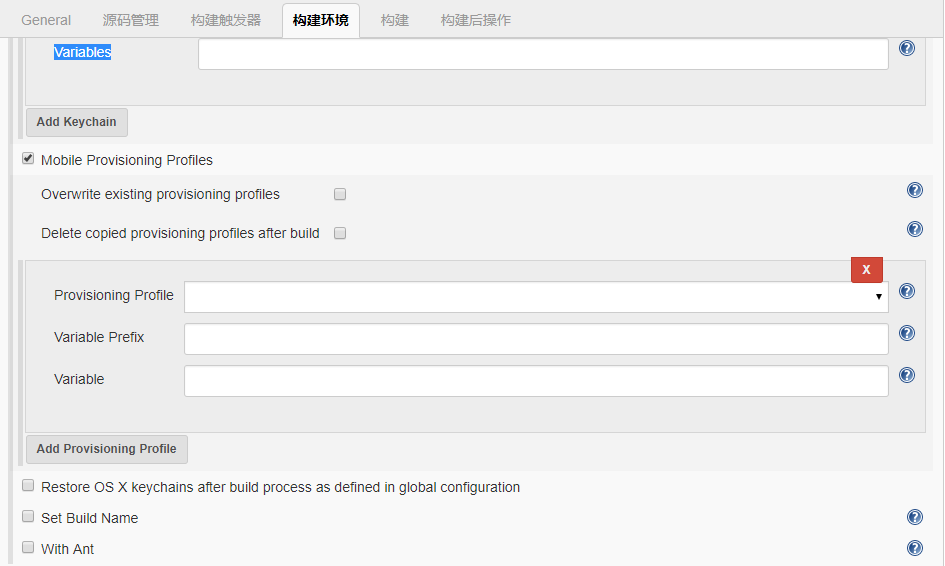 General 源码管理 构建触发器 构建环境 构建 构建后操作
Variables
Add Keychain
Mobile Provisioning Profiles
Overwrite existing provisioning profiles
Delete copied provisioning profiles after build
X
Provisioning Profile
Variable Prefix
Variable
Add Provisioning Profile
Restore OS X keychains after build process as defined in global configuration
Set Build Name
With Ant